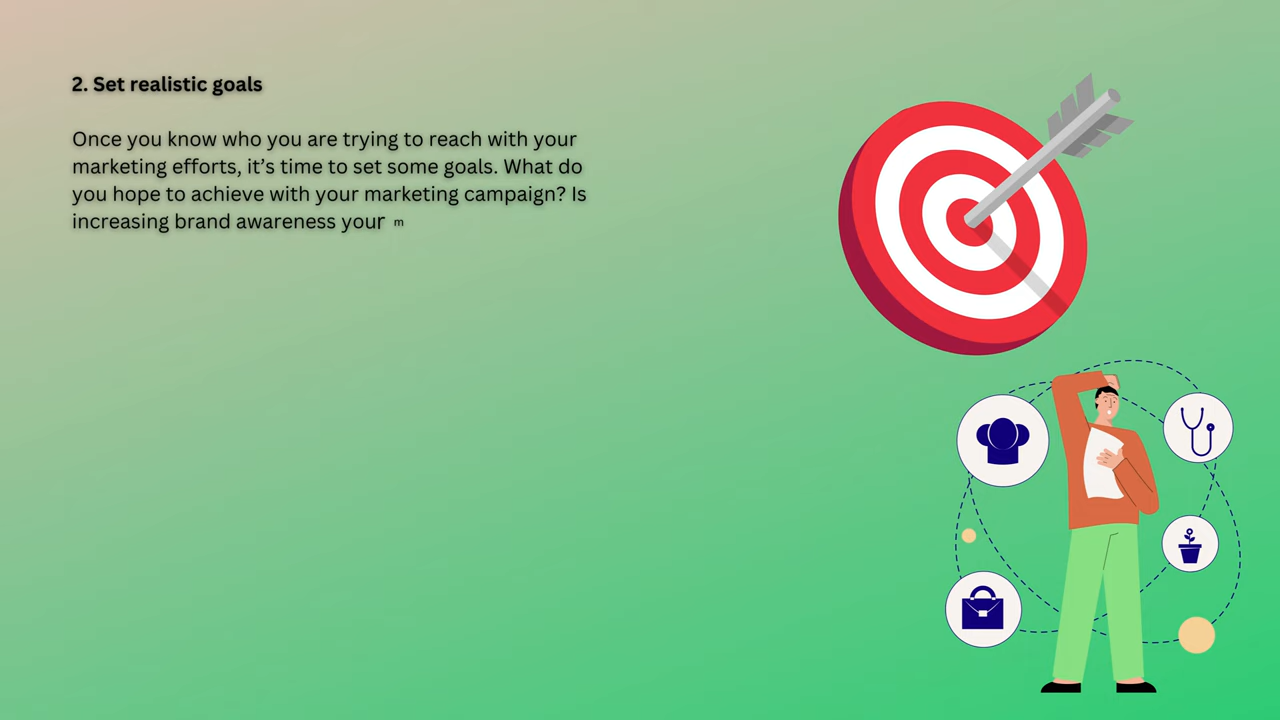 2. Set realistic goals
Once you know who you are trying to reach with your
marketing efforts, it’s time to set some goals. What do
you hope to achieve with your marketing campaign? Is
increasing brand awareness your m